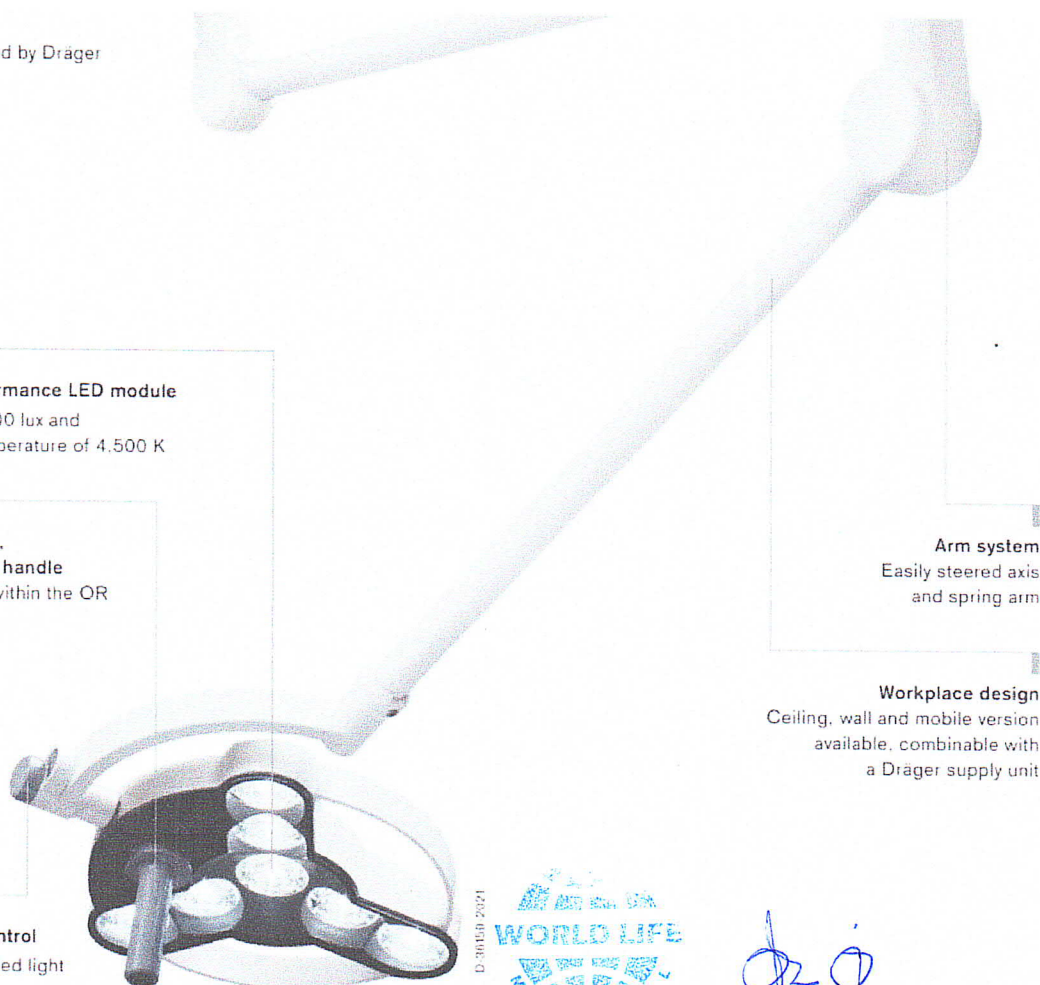 d by Dräger
rmance LED module
00 lux and
perature of 4.500 K
handle
within the OR
Arm system
Easily steered axis
and spring arm
Workplace design
Ceiling, wall and mobile version
available, combinable with
a Dräger supply unit
ntrol
ed light
D-36150-2021
WORLD LIFE